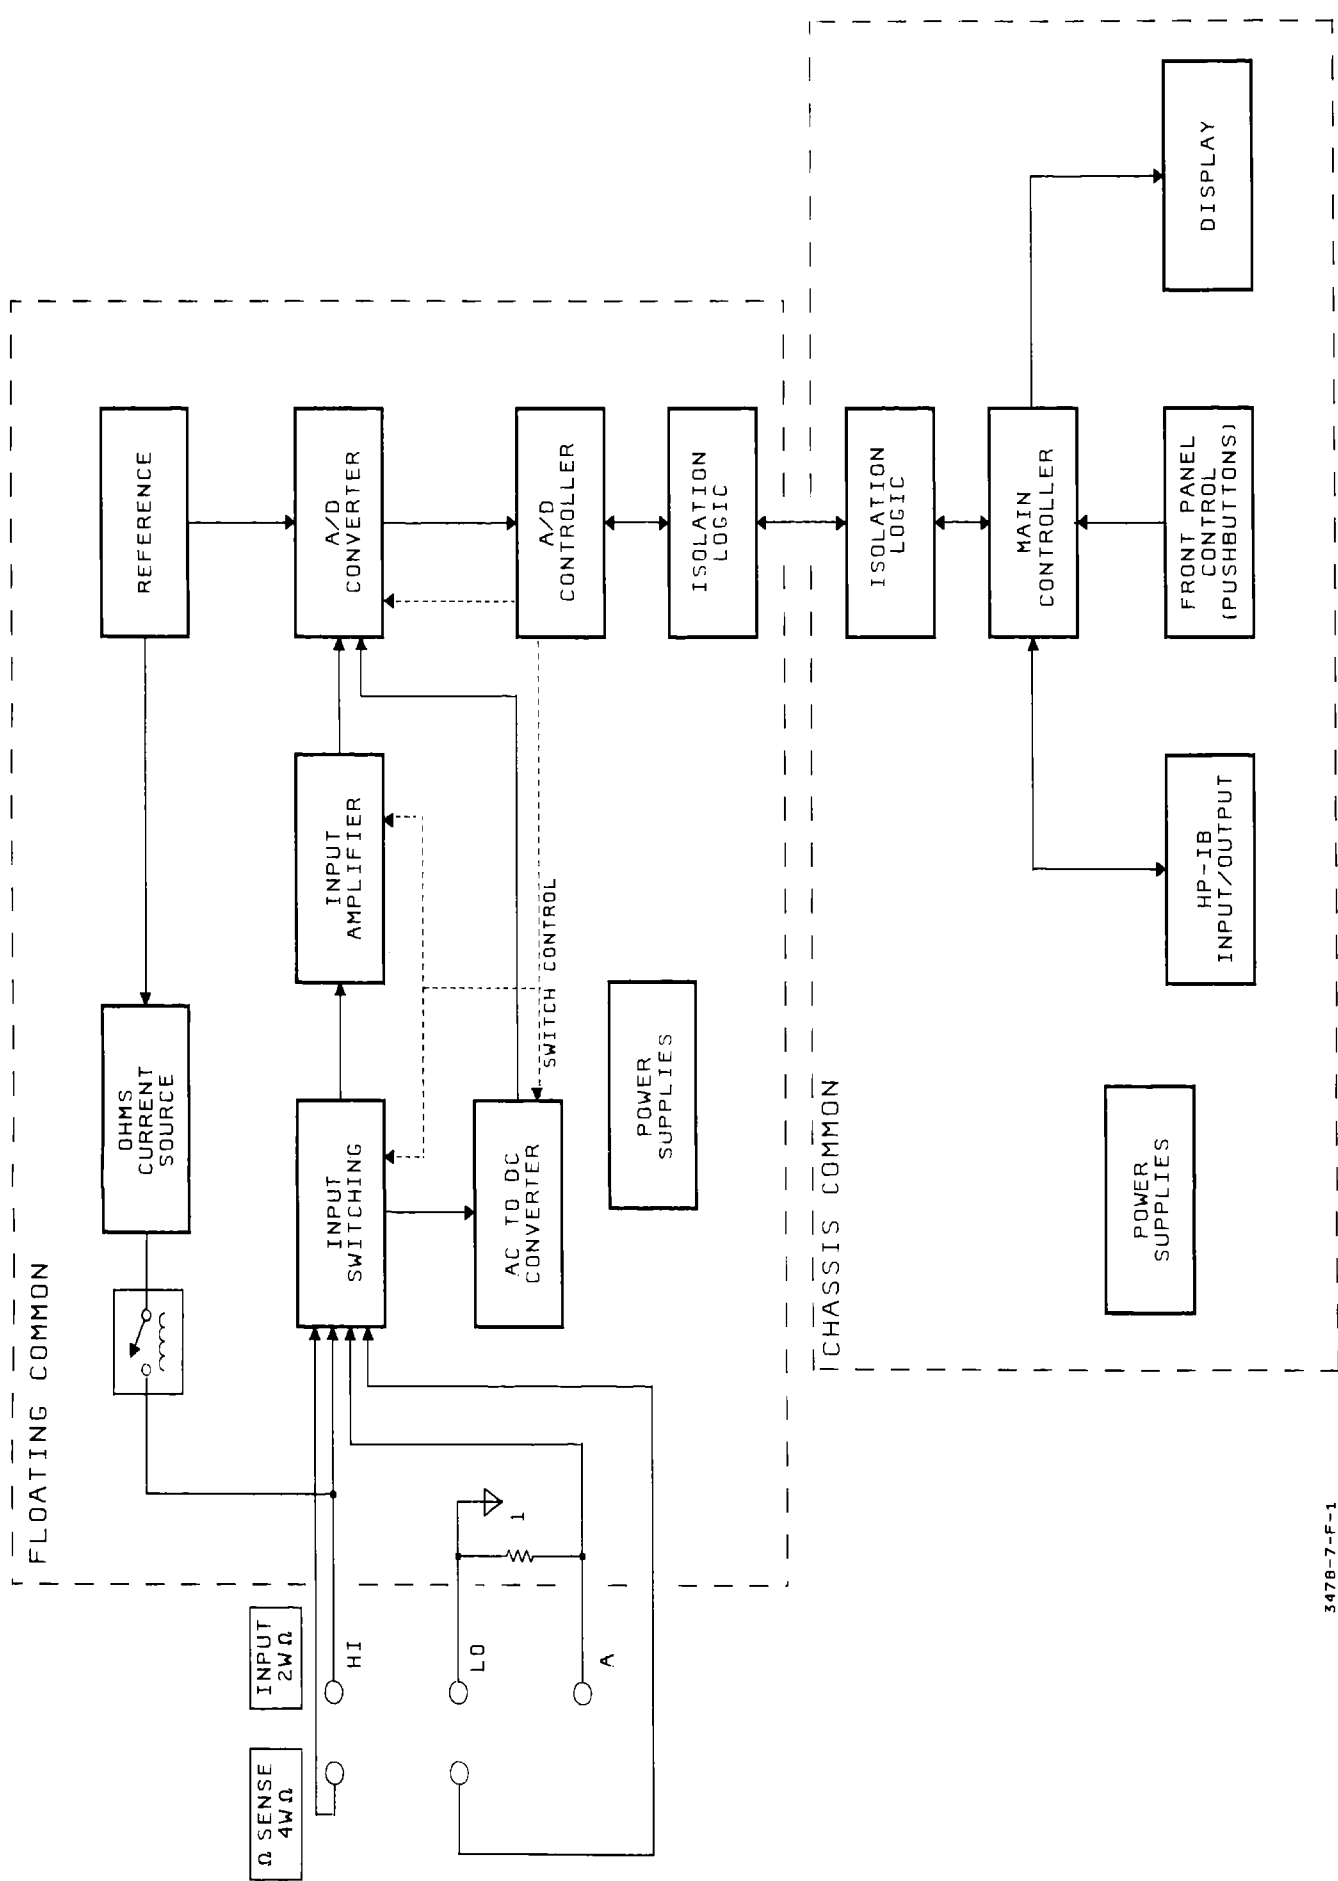 FLOATING COMMON
REFERENCE
OHMS
CURRENT
SOURCE
Ω SENSE
4WΩ
INPUT
2WΩ
HI
LO
A
1
INPUT
SWITCHING
INPUT
AMPLIFIER
A/D
CONVERTER
AC TO DC
CONVERTER
SWITCH CONTROL
A/D
CONTROLLER
POWER
SUPPLIES
ISOLATION
LOGIC
CHASSIS COMMON
ISOLATION
LOGIC
MAIN
CONTROLLER
POWER
SUPPLIES
HP-IB
INPUT/OUTPUT
FRONT PANEL
CONTROL
(PUSHBUTTONS)
DISPLAY
3478-7-F-1